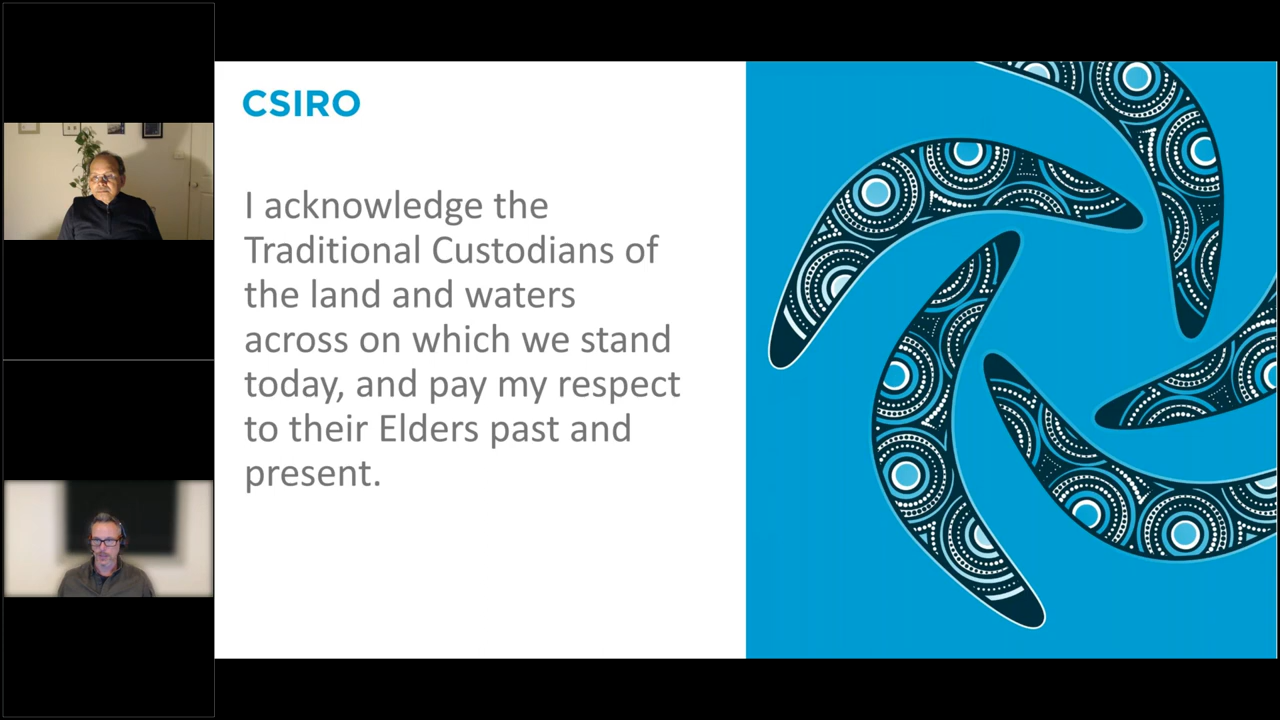 CSIRO
I acknowledge the
Traditional Custodians of
the land and waters
across on which we stand
today, and pay my respect
to their Elders past and
present.